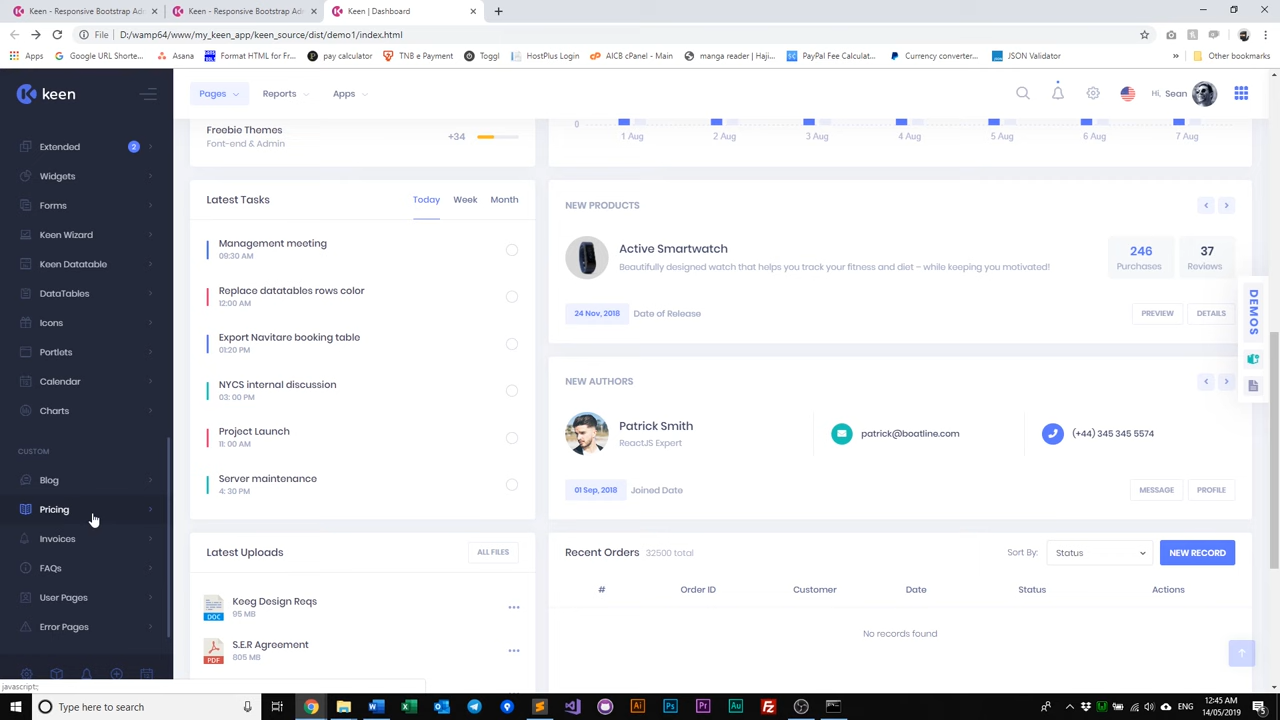 Keen - Responsive Bootstrap Ad
Keen - Responsive Bootstrap Ad
Keen | Dashboard
File
D:/wamp64/www/my_keen_app/keen_source/dist/demo1/index.html
Apps
Google URL Shorte...
Asana
Format HTML for Fr...
pay calculator
TNB e Payment
Toggl
HostPlus Login
AICB cPanel - Main
manga reader | Haji...
PayPal Fee Calculat...
Currency converter...
JSON Validator
Other bookmarks
keen
Pages
Reports
Apps
Hi, Sean
Extended
2
Widgets
Forms
Keen Wizard
Keen Datatable
DataTables
Icons
Portlets
Calendar
Charts
CUSTOM
Blog
Pricing
Invoices
FAQs
User Pages
Error Pages
javascript:;
Freebie Themes
Font-end & Admin
+34
0
1 Aug
2 Aug
3 Aug
4 Aug
5 Aug
6 Aug
7 Aug
Latest Tasks
Today
Week
Month
Management meeting
09:30 AM
Replace datatables rows color
12:00 AM
Export Navitare booking table
01:20 PM
NYCS internal discussion
03: 00 PM
Project Launch
11: 00 AM
Server maintenance
4: 30 PM
Latest Uploads
ALL FILES
DOC
Keeg Design Reqs
95 MB
PDF
S.E.R Agreement
805 MB
NEW PRODUCTS
Active Smartwatch
Beautifully designed watch that helps you track your fitness and diet – while keeping you motivated!
246
Purchases
37
Reviews
24 Nov, 2018
Date of Release
PREVIEW
DETAILS
NEW AUTHORS
Patrick Smith
ReactJS Expert
patrick@boatline.com
(+44) 345 345 5574
01 Sep, 2018
Joined Date
MESSAGE
PROFILE
Recent Orders
32500 total
Sort By:
Status
NEW RECORD
#
Order ID
Customer
Date
Status
Actions
No records found
DEMOS
Type here to search
12:45 AM
14/05/2019